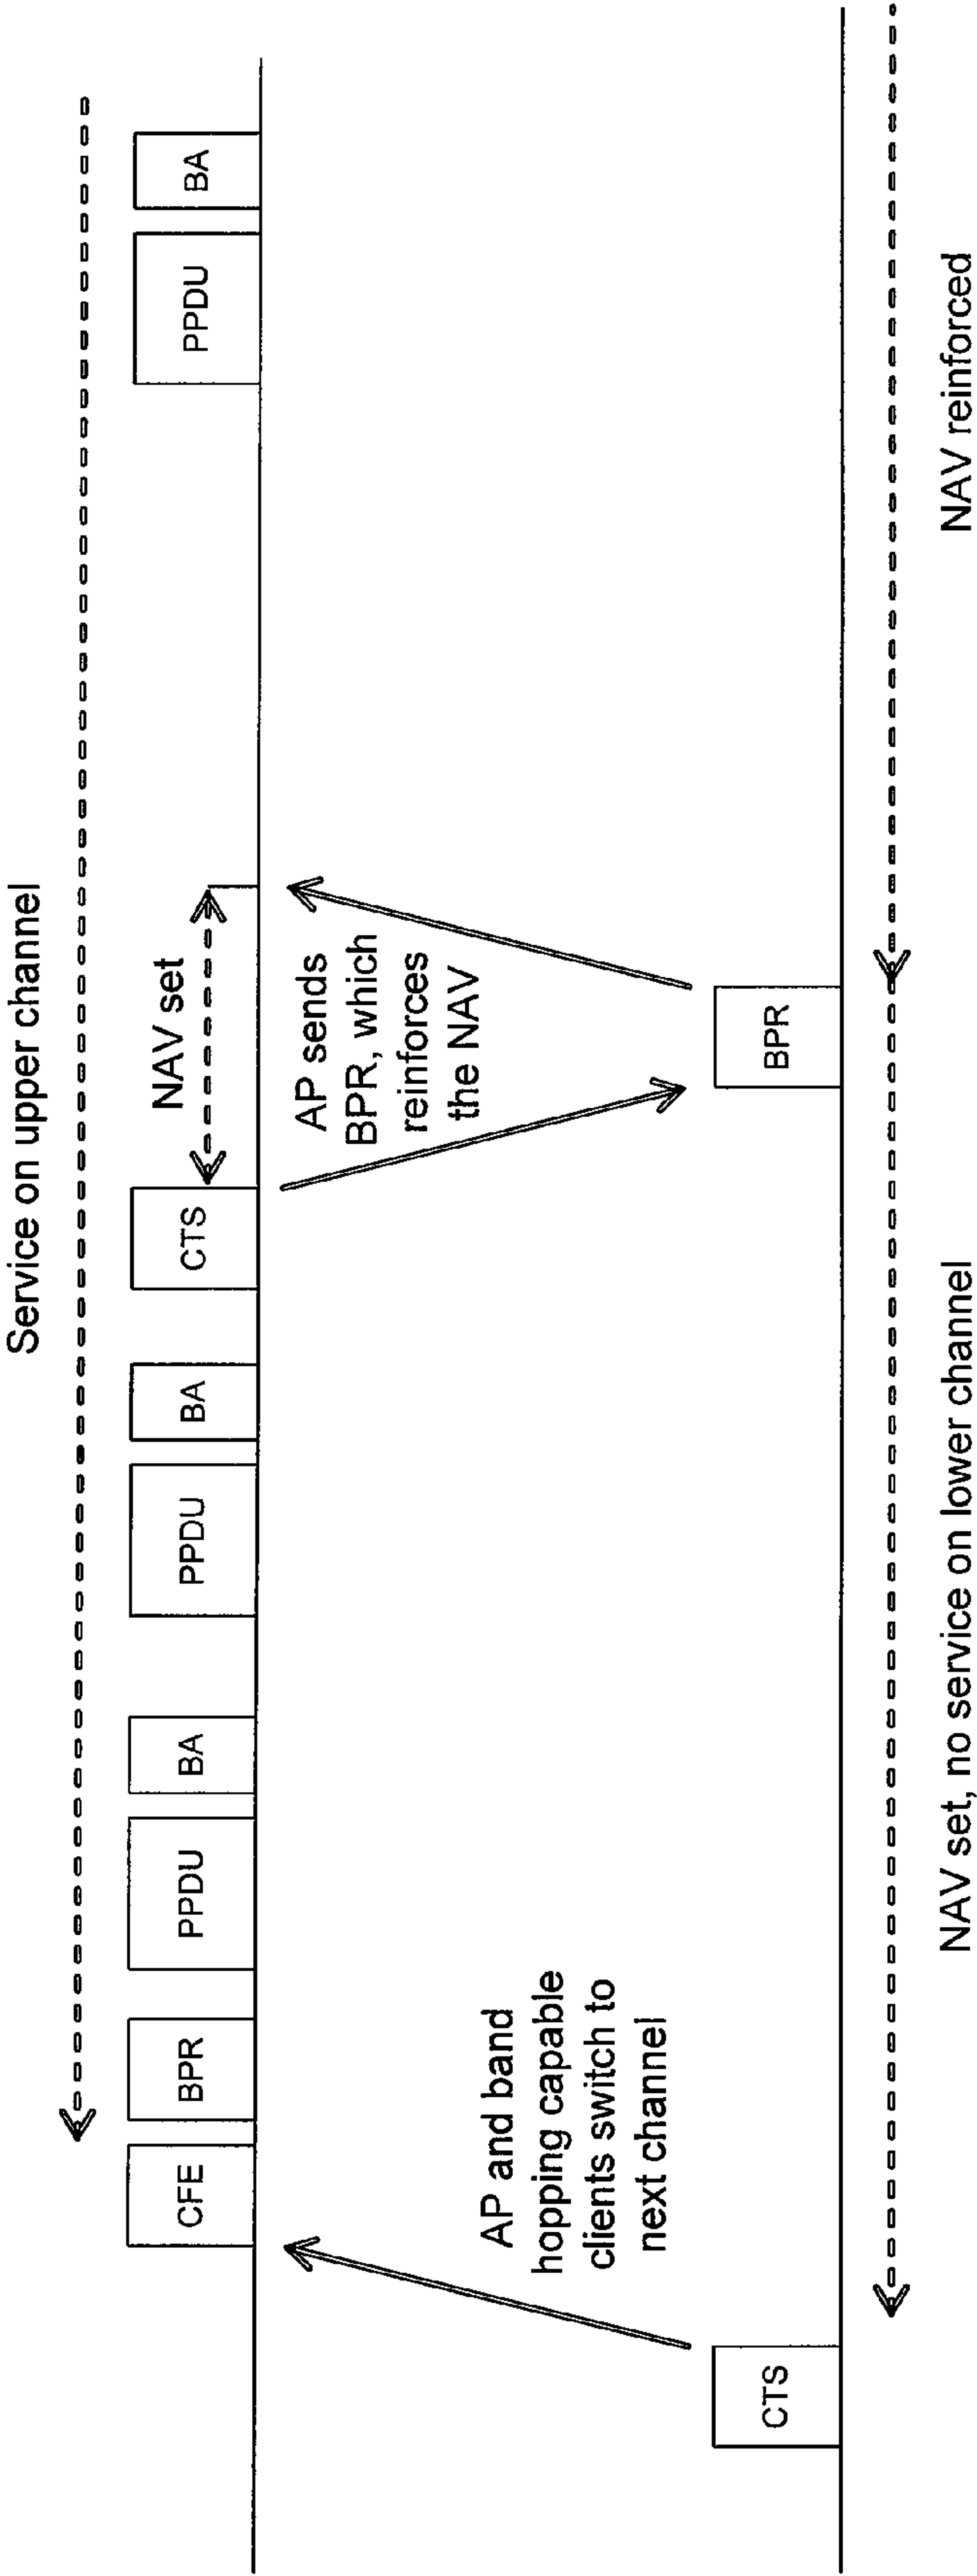 Service on upper channel
NAV set
CFE
BPR
PPDU
BA
PPDU
BA
CTS
PPDU
BA
AP and band
hopping capable
clients switch to
next channel
AP sends
BPR, which
reinforces
the NAV
CTS
BPR
NAV set, no service on lower channel
NAV reinforced